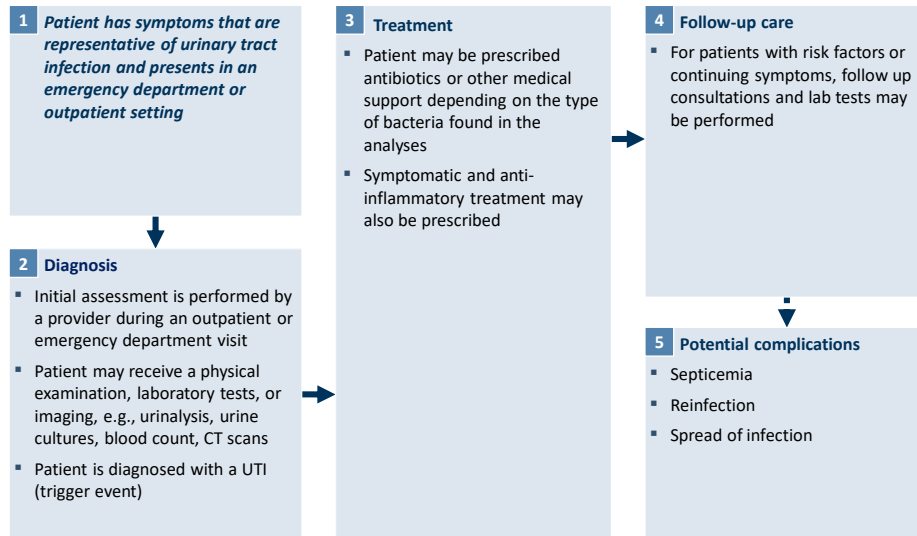 1 Patient has symptoms that are
representative of urinary tract
infection and presents in an
emergency department or
outpatient setting
2 Diagnosis
▪ Initial assessment is performed by
a provider during an outpatient or
emergency department visit
▪ Patient may receive a physical
examination, laboratory tests, or
imaging, e.g., urinalysis, urine
cultures, blood count, CT scans
▪ Patient is diagnosed with a UTI
(trigger event)
3 Treatment
▪ Patient may be prescribed
antibiotics or other medical
support depending on the type
of bacteria found in the
analyses
▪ Symptomatic and anti-
inflammatory treatment may
also be prescribed
4 Follow-up care
▪ For patients with risk factors or
continuing symptoms, follow up
consultations and lab tests may
be performed
5 Potential complications
▪ Septicemia
▪ Reinfection
▪ Spread of infection